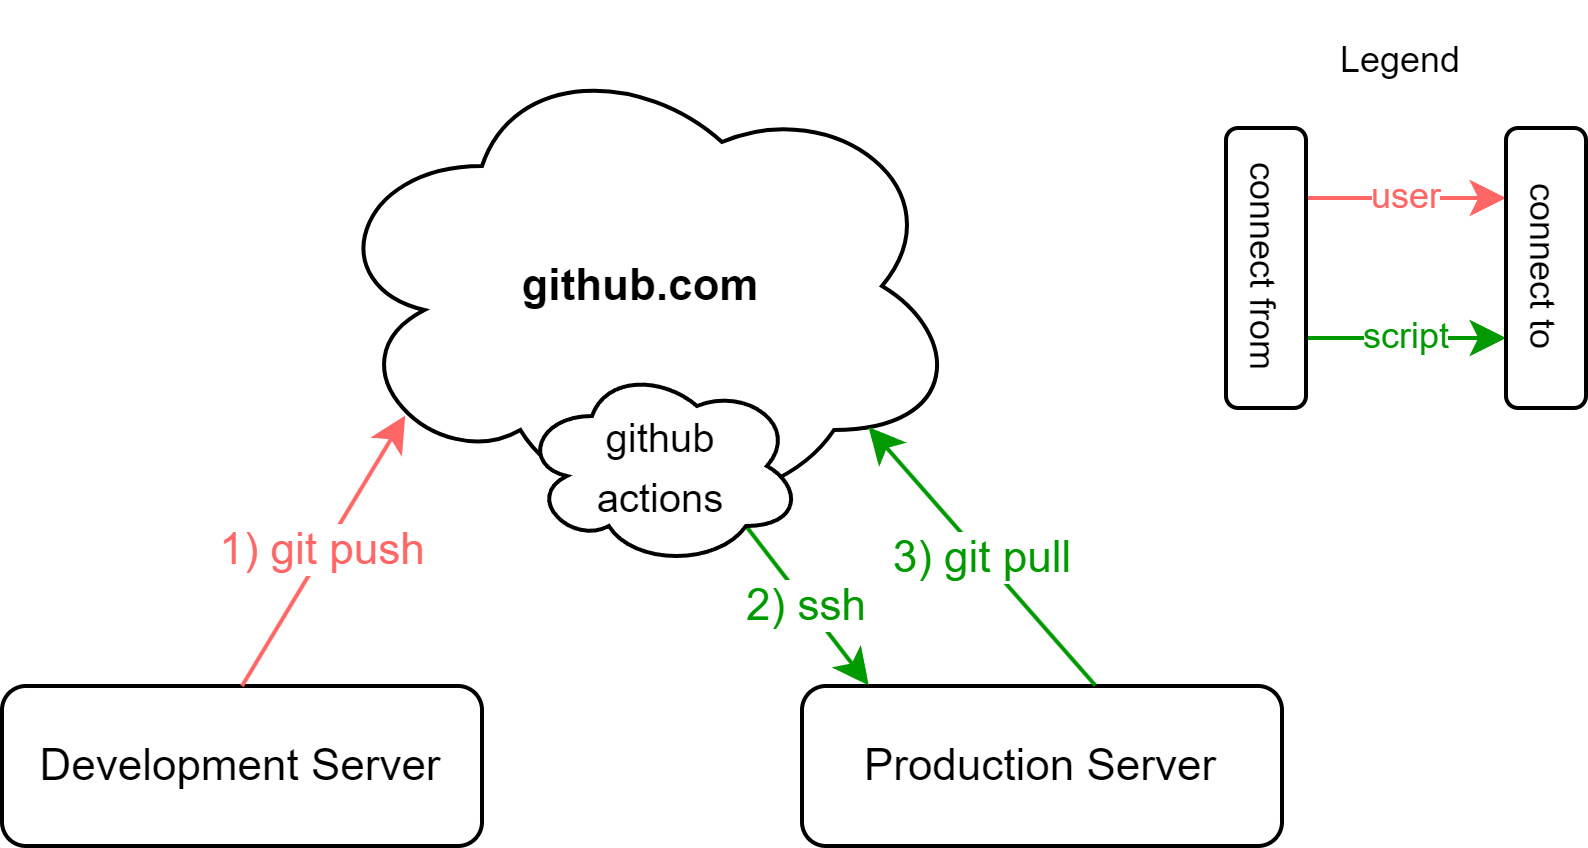 Legend
connect from
user
script
connect to
github.com
github
actions
1) git push
2) ssh
3) git pull
Development Server
Production Server